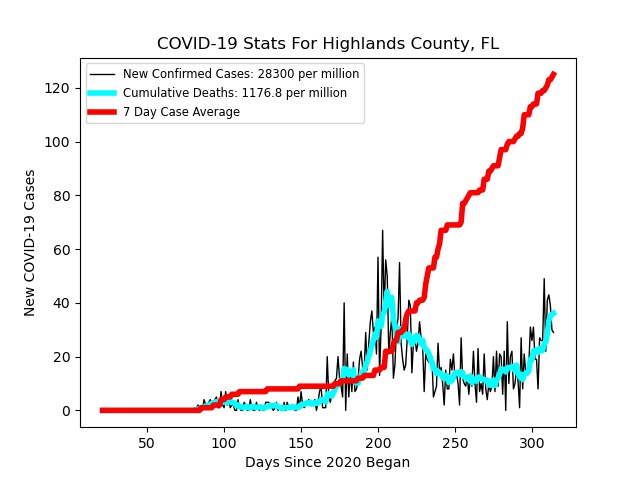 COVID-19 Stats For Highlands County, FL
New Confirmed Cases: 28300 per million
Cumulative Deaths: 1176.8 per million
7 Day Case Average
120
100
80
60
40
20
0
New COVID-19 Cases
50 100 150 200 250 300
Days Since 2020 Began